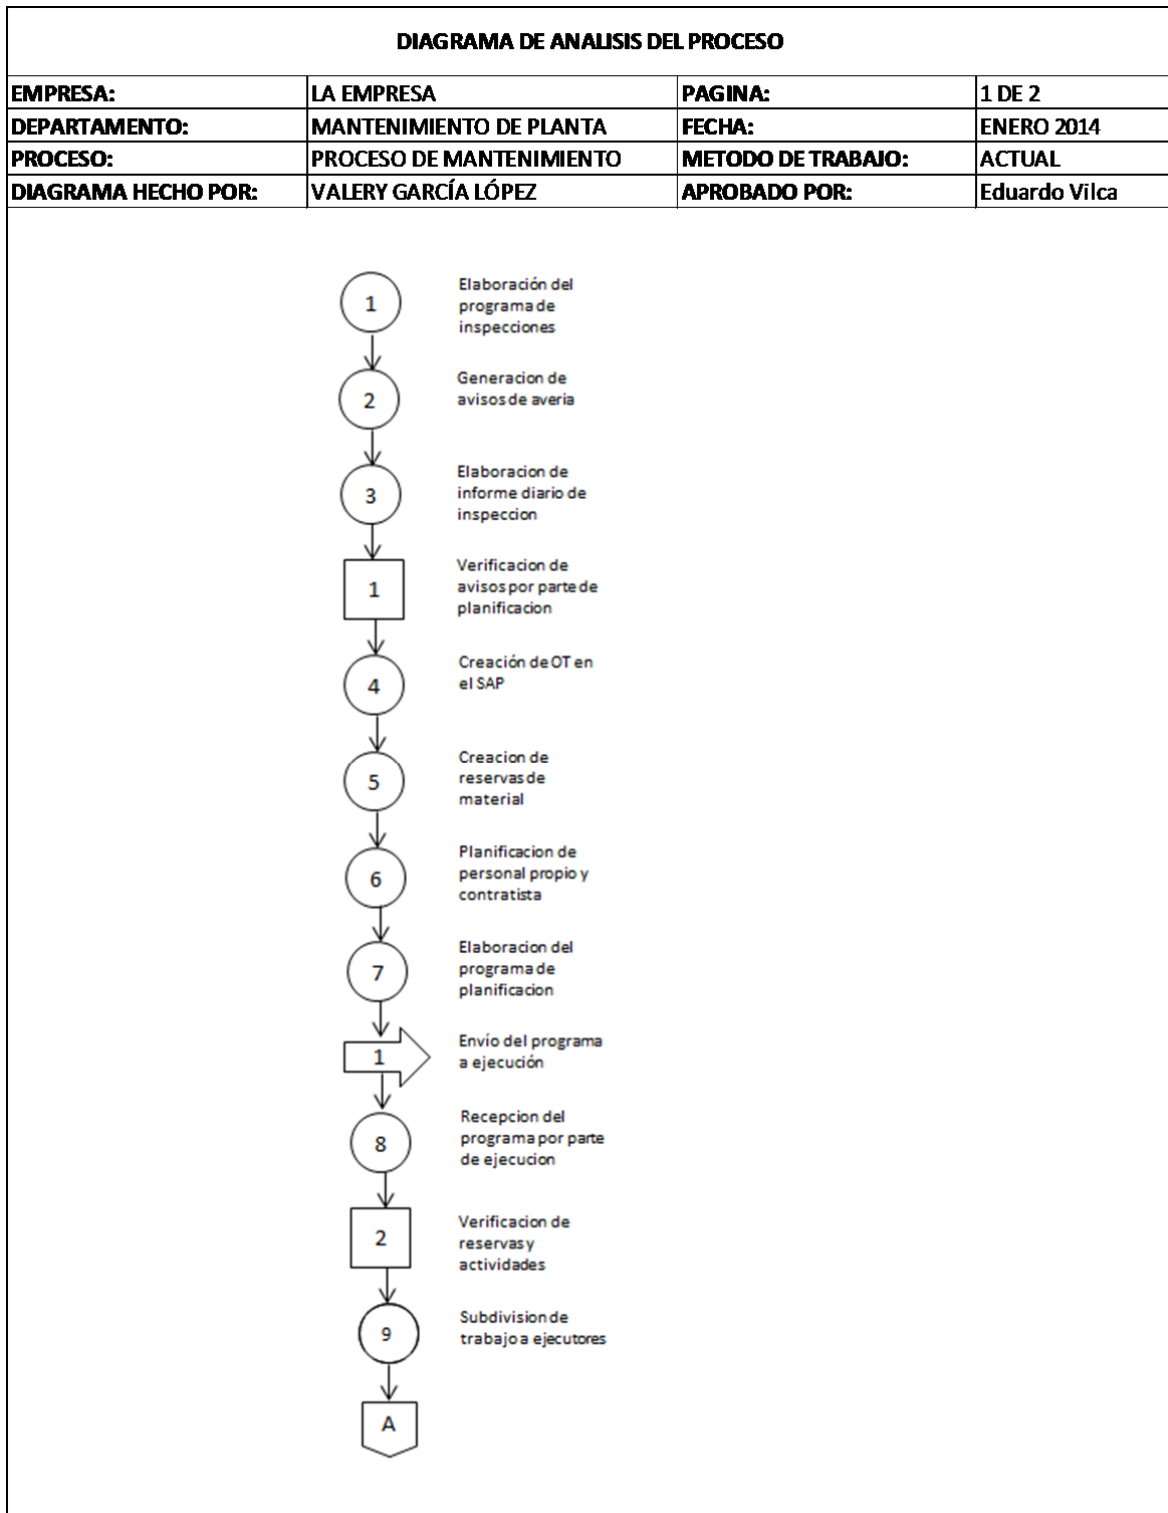 DIAGRAMA DE ANALISIS DEL PROCESO
EMPRESA: LA EMPRESA PAGINA: 1 DE 2
DEPARTAMENTO: MANTENIMIENTO DE PLANTA FECHA: ENERO 2014
PROCESO: PROCESO DE MANTENIMIENTO METODO DE TRABAJO: ACTUAL
DIAGRAMA HECHO POR: VALERY GARCÍA LÓPEZ APROBADO POR: Eduardo Vilca
1
Elaboración del
programa de
inspecciones
2
Generacion de
avisos de averia
3
Elaboracion de
informe diario de
inspeccion
1
Verificacion de
avisos por parte de
planificacion
4
Creación de OT en
el SAP
5
Creacion de
reservas de
material
6
Planificacion de
personal propio y
contratista
7
Elaboracion del
programa de
planificacion
1
Envío del programa
a ejecución
8
Recepcion del
programa por parte
de ejecucion
2
Verificacion de
reservas y
actividades
9
Subdivision de
trabajo a ejecutores
A